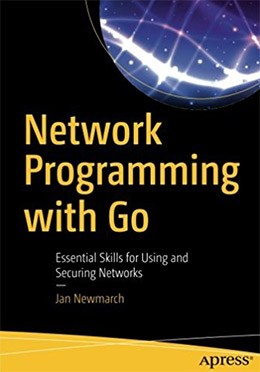 Network
Programming
with Go
Essential Skills for Using and
Securing Networks
Jan Newmarch
Apress®